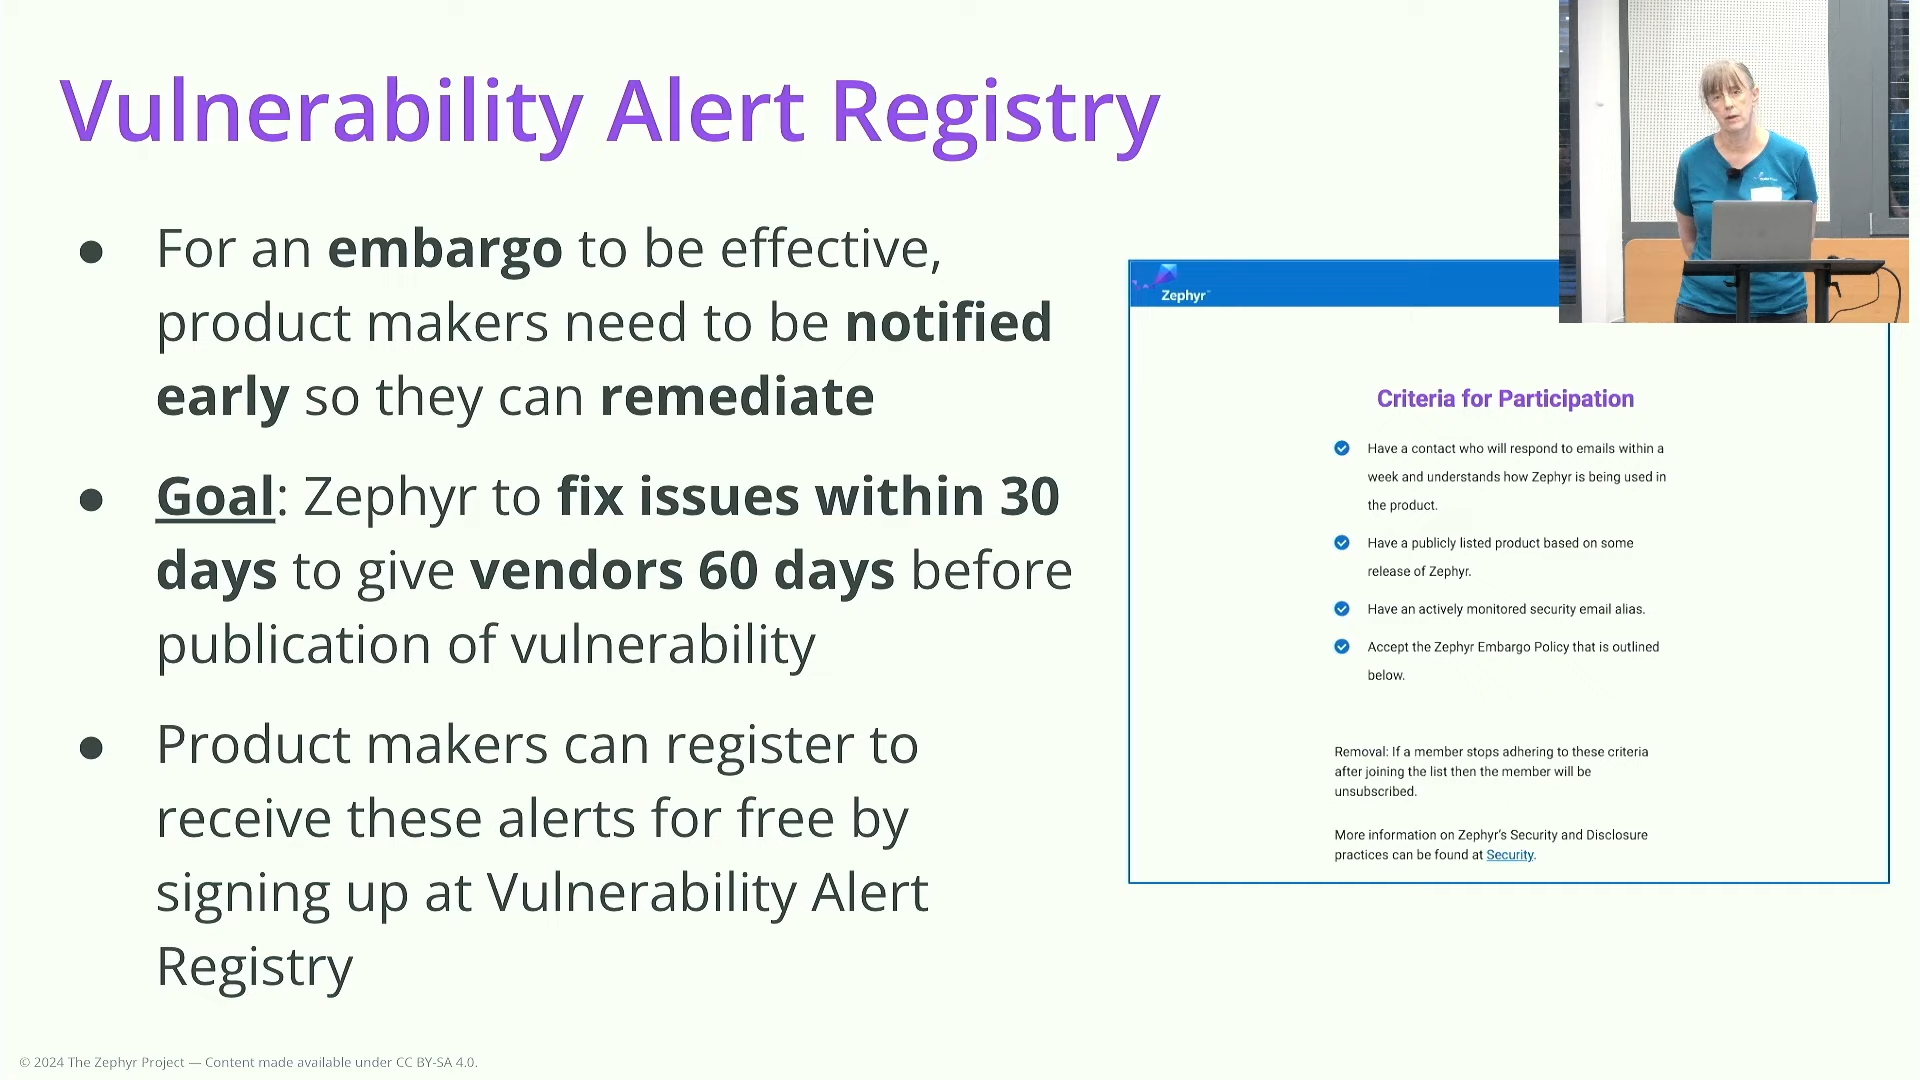 Vulnerability Alert Registry
● For an embargo to be effective,
product makers need to be notified
early so they can remediate
● Goal: Zephyr to fix issues within 30
days to give vendors 60 days before
publication of vulnerability
● Product makers can register to
receive these alerts for free by
signing up at Vulnerability Alert
Registry
Zephyr™
Criteria for Participation
Have a contact who will respond to emails within a
week and understands how Zephyr is being used in
the product.
Have a publicly listed product based on some
release of Zephyr.
Have an actively monitored security email alias.
Accept the Zephyr Embargo Policy that is outlined
below.
Removal: If a member stops adhering to these criteria
after joining the list then the member will be
unsubscribed.
More information on Zephyr's Security and Disclosure
practices can be found at Security.
© 2024 The Zephyr Project — Content made available under CC BY-SA 4.0.